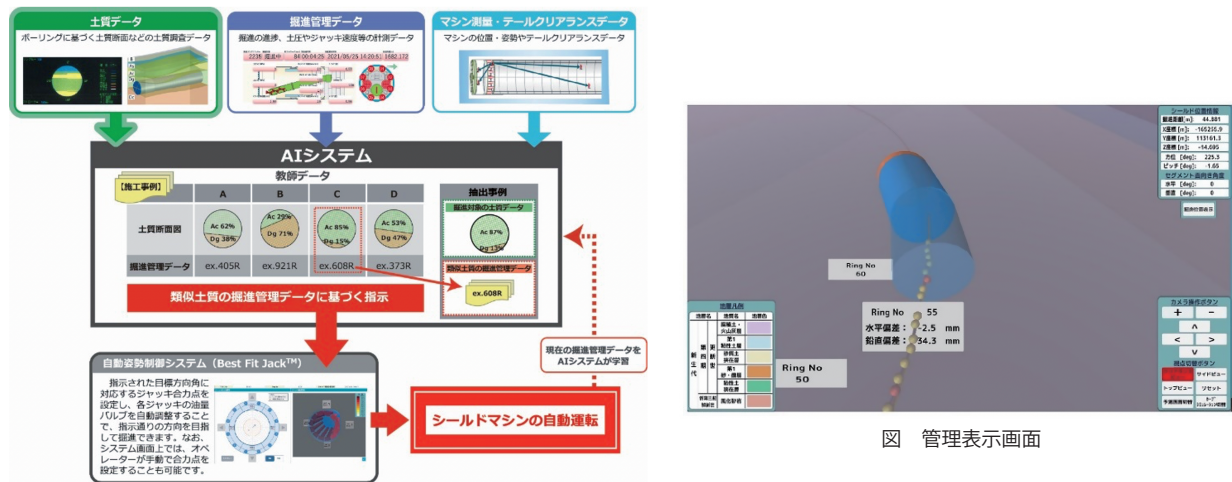 土質データ
ボーリングに基づく土質断面などの土質調査データ
掘進管理データ
掘進の進捗、土圧やジャッキ速度等の計測データ
マシン測量・テールクリアランスデータ
マシンの位置・姿勢やテールクリアランスデータ
AIシステム
教師データ
【施工事例】
A
B
C
D
土質断面図
Ac 62%
Dg 38%
Ac 29%
Dg 71%
Ac 85%
Dg 15%
Ac 53%
Dg 47%
掘進管理データ
ex.405R
ex.921R
ex.608R
ex.373R
抽出事例
掘進対象の土質データ
Ac 87%
Dg 13%
類似土質の掘進管理データ
ex.608R
類似土質の掘進管理データに基づく指示
現在の掘進管理データを
AIシステムが学習
自動姿勢制御システム（Best Fit Jack™）
指示された目標方向角に
対応するジャッキ合力点を
設定し、各ジャッキの油量
バルブを自動調整すること
で、指示通りの方向を目指
して掘進できます。なお、
システム画面上では、オペ
レーターが手動で合力点を
設定することも可能です。
シールドマシンの自動運転
シールド位置情報
掘進距離[m]: 44.801
X座標 [m]: -165255.9
Y座標 [m]: 113161.3
Z座標 [m]: -14.695
方位 [deg]: 225.3
ピッチ [deg]: -1.65
水平 [deg]: 0
垂直 [deg]: 0
Ring No
60
Ring No 55
水平偏差： -2.5 mm
鉛直偏差： -34.3 mm
Ring No
50
地層凡例
カメラ操作ボタン
+
-
∧
<
>
∨
視点切替ボタン
サイドビュー
トップビュー
リセット
図 管理表示画面